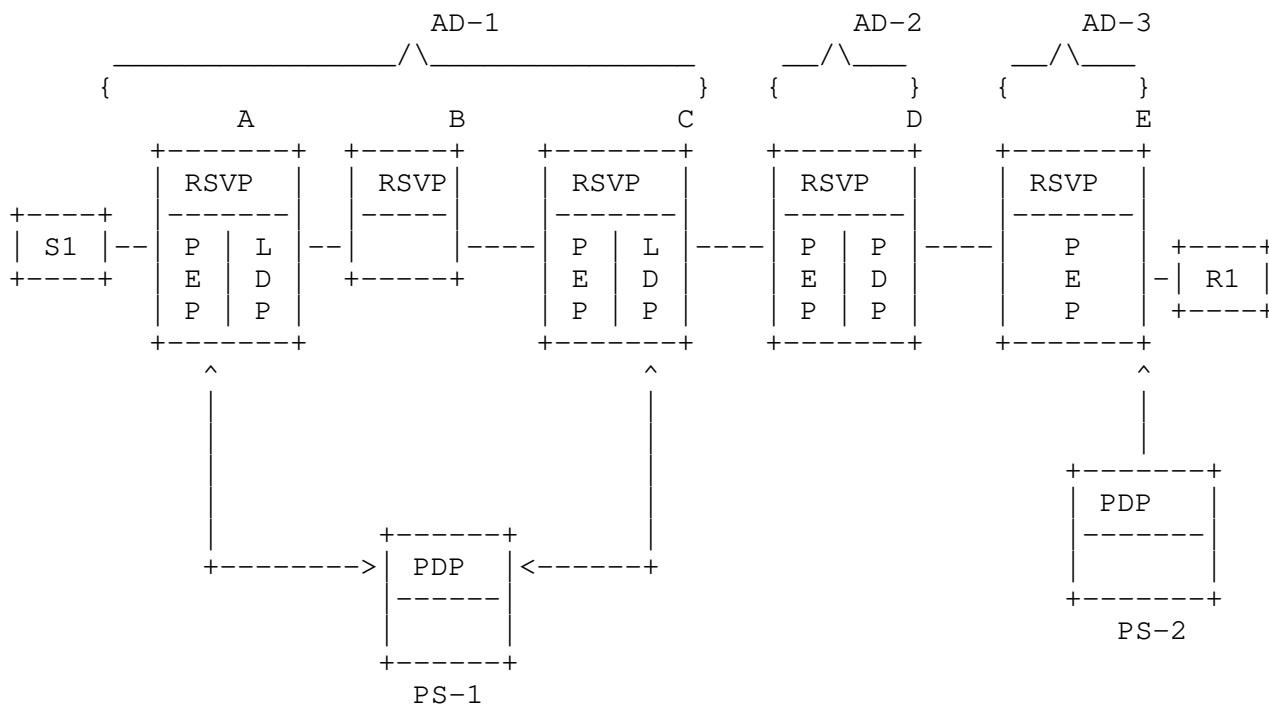 AD-1 AD-2 AD-3
A B C D E
RSVP RSVP RSVP RSVP RSVP
S1 P L P L P P P R1
E D E D E D E
P P P P P P P
PDP PDP
PS-2
PS-1